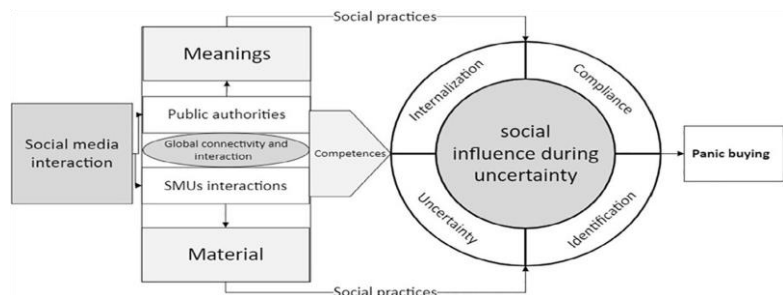 Social practices
Meanings
Public authorities
Global connectivity and
interaction
SMUs interactions
Material
Social media
interaction
Competences
Internalization
Compliance
social
influence during
uncertainty
Uncertainty
Identification
Panic buying
Social practices